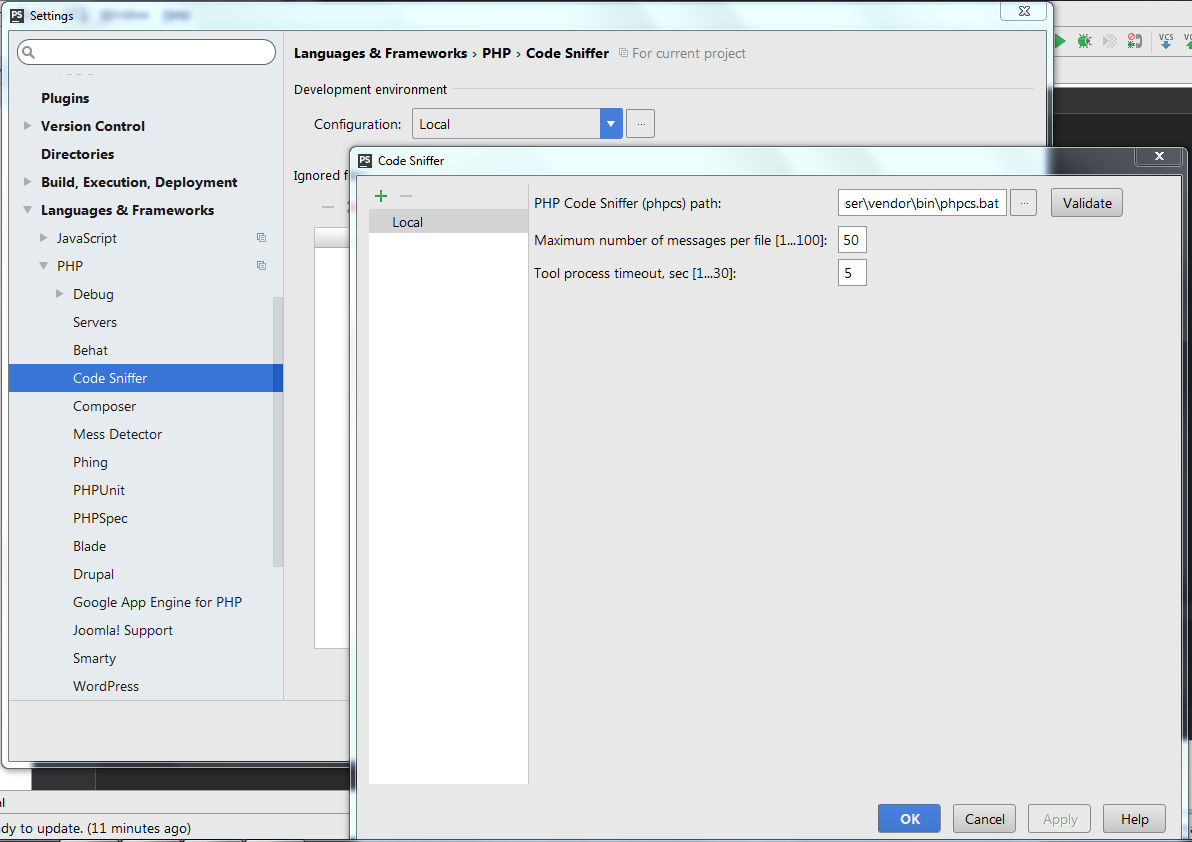 PS Settings Window Help
Languages & Frameworks › PHP › Code Sniffer For current project
Development environment
Configuration: Local ...
Ignored f
Plugins
Version Control
Directories
Build, Execution, Deployment
Languages & Frameworks
JavaScript
PHP
Debug
Servers
Behat
Code Sniffer
Composer
Mess Detector
Phing
PHPUnit
PHPSpec
Blade
Drupal
Google App Engine for PHP
Joomla! Support
Smarty
WordPress
VCS
PS Code Sniffer
Local
PHP Code Sniffer (phpcs) path: ser\vendor\bin\phpcs.bat ... Validate
Maximum number of messages per file [1...100]: 50
Tool process timeout, sec [1...30]: 5
OK Cancel Apply Help
dy to update. (11 minutes ago)